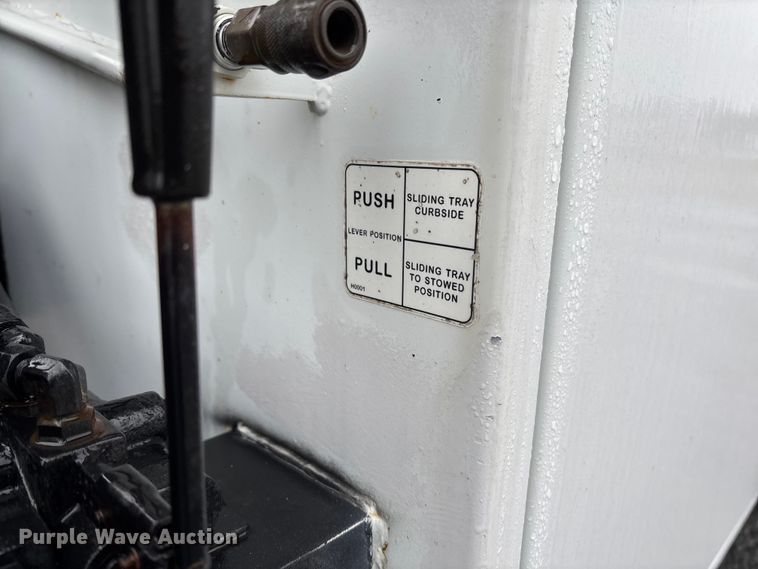 PUSH
SLIDING TRAY
CURBSIDE
LEVER POSITION
PULL
SLIDING TRAY
TO STOWED
POSITION
H0001
Purple Wave Auction